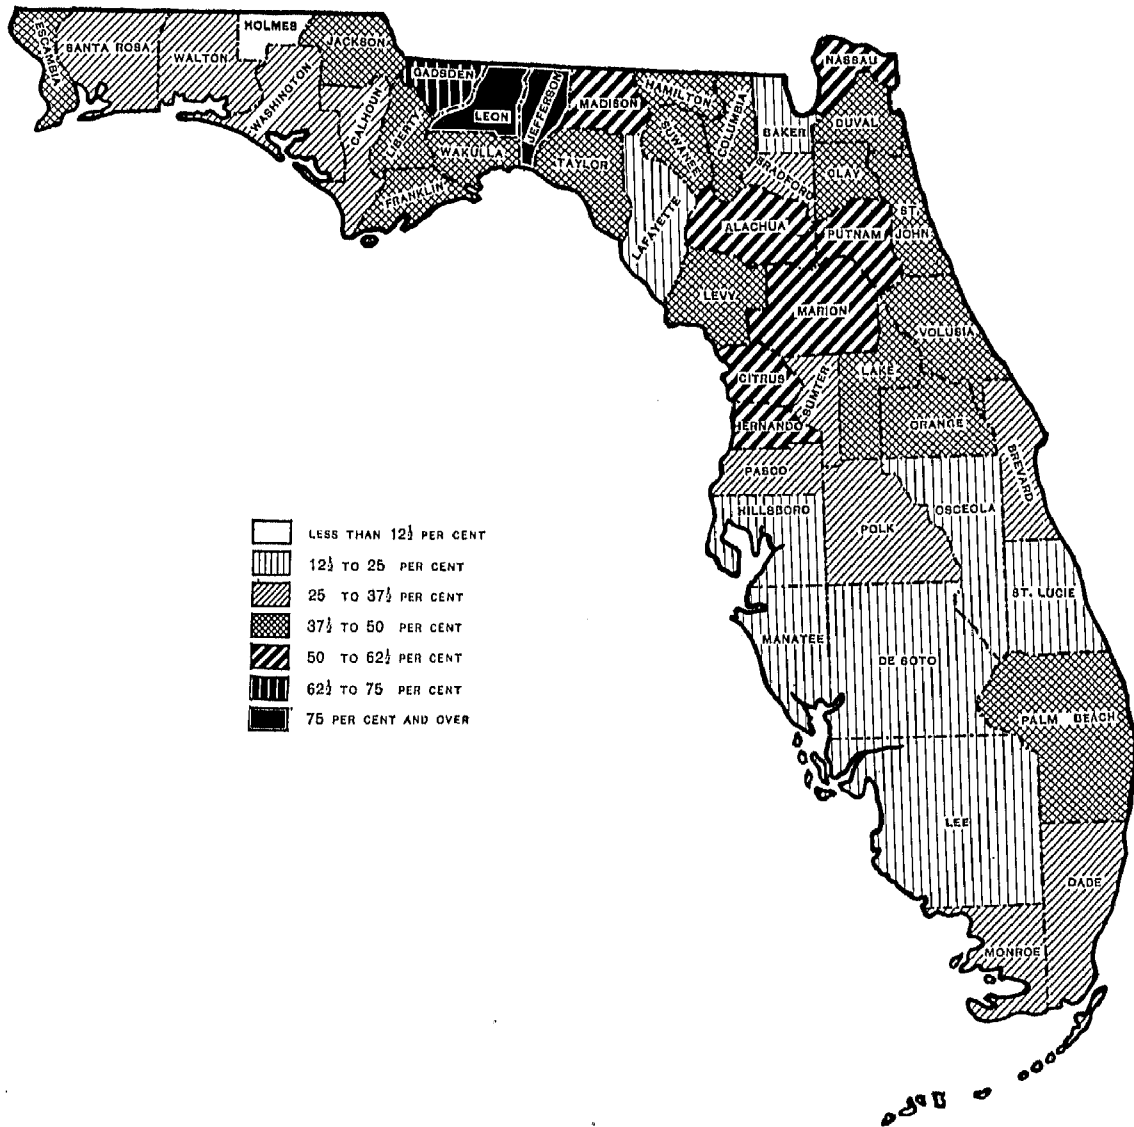 HOLMES
ESCAMBIA
SANTA ROSA
WALTON
JACKSON
WASHINGTON
CALHOUN
GADSDEN
LIBERTY
LEON
JEFFERSON
MADISON
HAMILTON
NASSAU
FRANKLIN
WAKULLA
TAYLOR
SUWANEE
COLUMBIA
BAKER
DUVAL
BRADFORD
CLAY
LAFAYETTE
ALACHUA
PUTNAM
ST.
JOHN
LEVY
MARION
VOLUSIA
CITRUS
SUMTER
LAKE
HERNANDO
ORANGE
PASCO
BREVARD
HILLSBORO
POLK
OSCEOLA
LESS THAN 12½ PER CENT
12½ TO 25 PER CENT
25 TO 37½ PER CENT
37½ TO 50 PER CENT
50 TO 62½ PER CENT
62½ TO 75 PER CENT
75 PER CENT AND OVER
ST. LUCIE
MANATEE
DE SOTO
PALM BEACH
LEE
DADE
MONROE